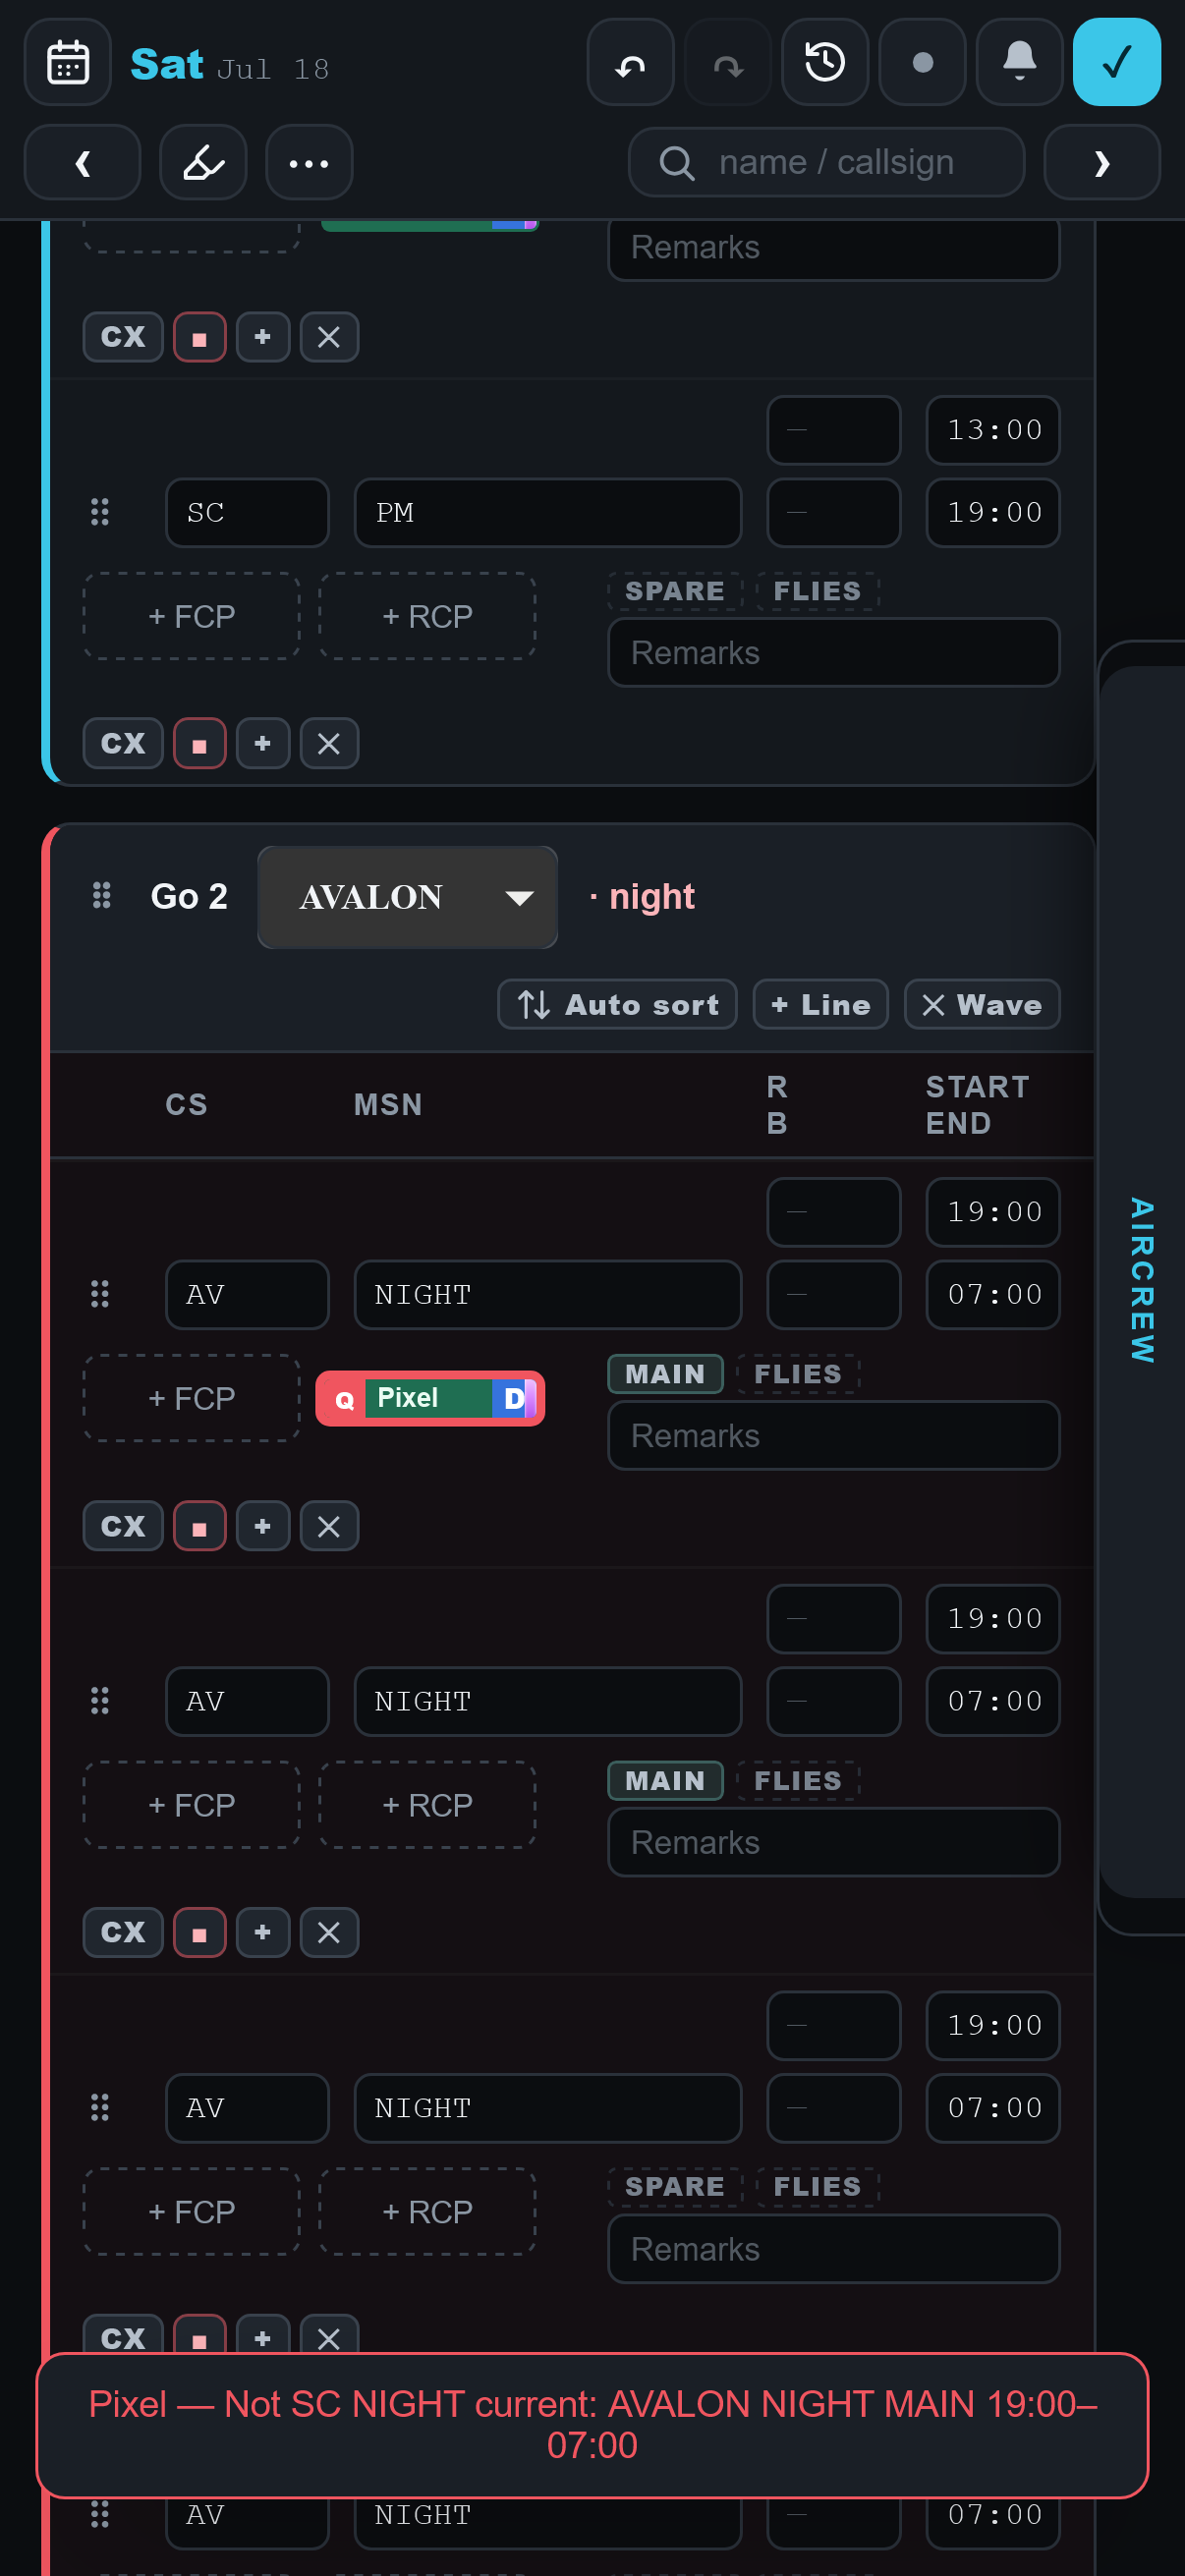 Sat Jul 18
name / callsign
Remarks
CX
+
SC
PM
—
13:00
—
19:00
+ FCP
+ RCP
SPARE
FLIES
Remarks
CX
+
Go 2
AVALON
· night
Auto sort
+ Line
Wave
CS
MSN
R
B
START
END
AIRCREW
—
19:00
AV
NIGHT
—
07:00
+ FCP
Q Pixel D
MAIN
FLIES
Remarks
CX
+
—
19:00
AV
NIGHT
—
07:00
+ FCP
+ RCP
MAIN
FLIES
Remarks
CX
+
—
19:00
AV
NIGHT
—
07:00
+ FCP
+ RCP
SPARE
FLIES
Remarks
CX
+
Pixel — Not SC NIGHT current: AVALON NIGHT MAIN 19:00–
07:00
AV
NIGHT
—
07:00